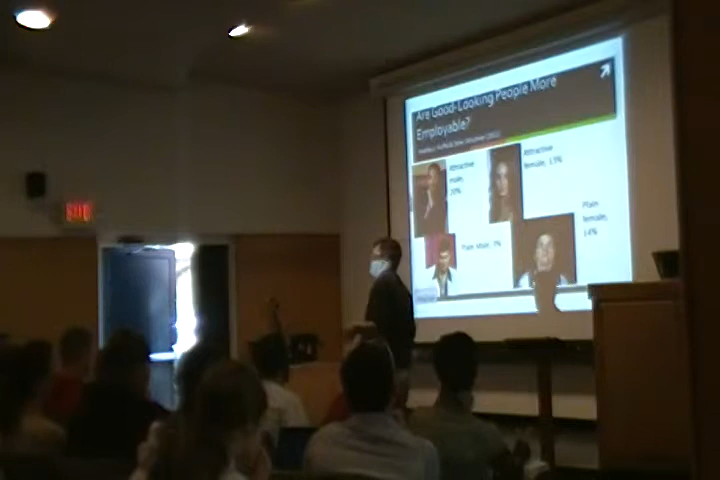 EXIT
Are Good-Looking People More
Employable?
Attractive
male,
20%
Attractive
female, 13%
Plain Male, 7%
Plain
female,
14%